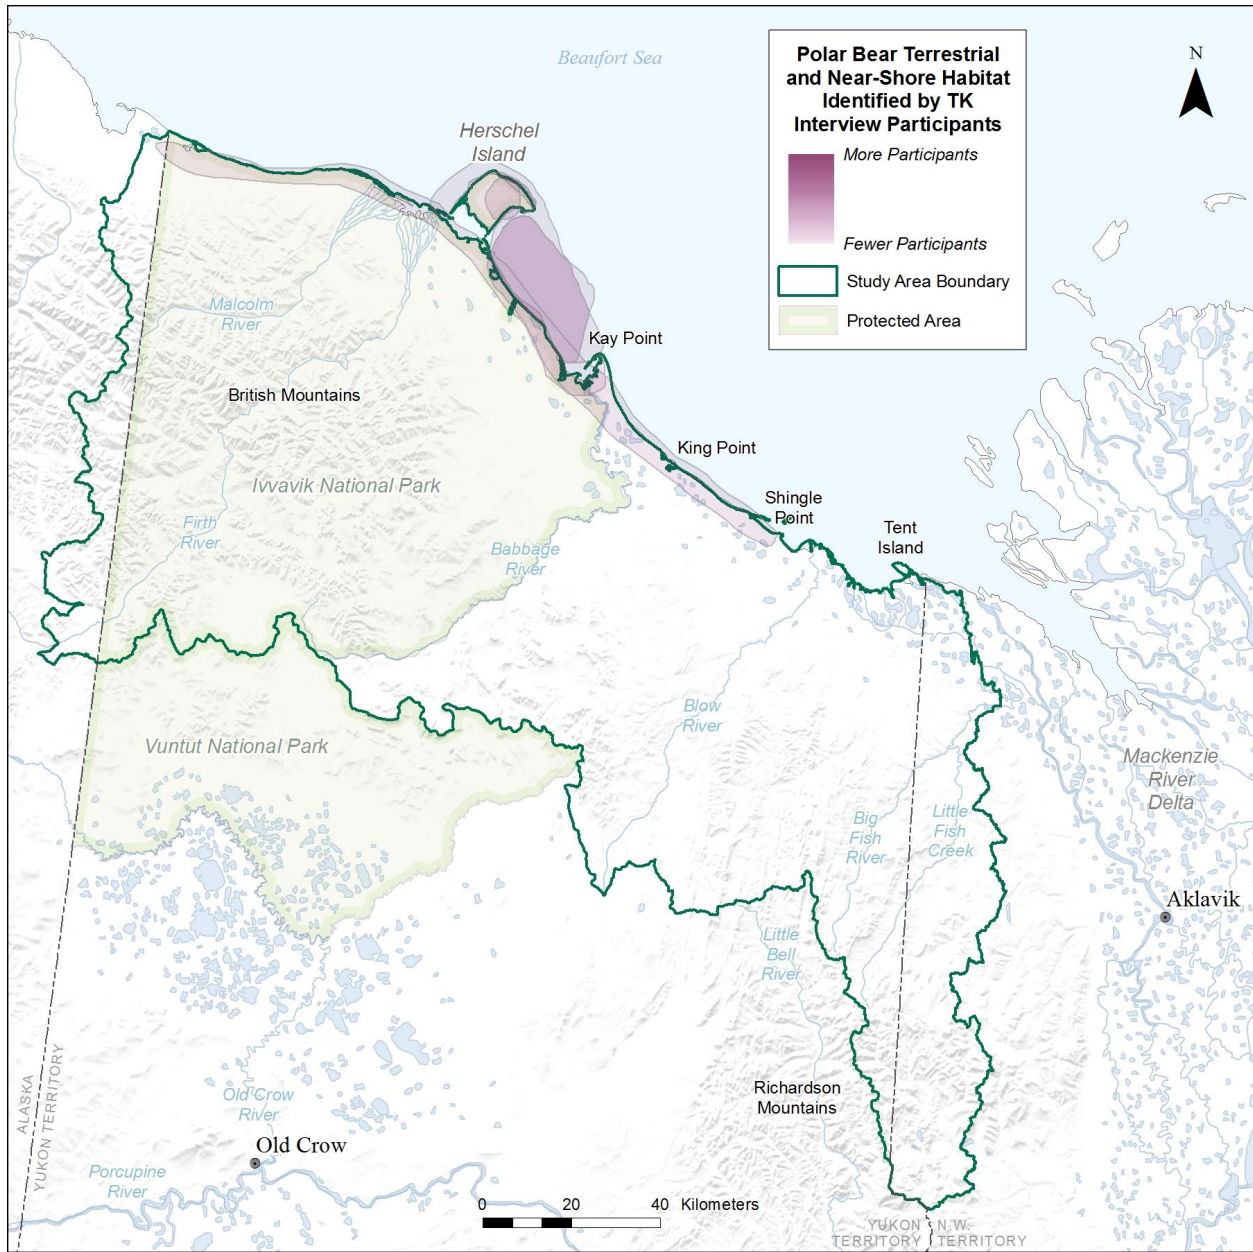 Beaufort Sea
Polar Bear Terrestrial
and Near-Shore Habitat
Identified by TK
Interview Participants
More Participants
Fewer Participants
Study Area Boundary
Protected Area
N
Herschel
Island
Malcolm
River
Kay Point
British Mountains
King Point
Ivvavik National Park
Shingle
Point
Firth
River
Tent
Island
Babbage
River
Blow
River
Vuntut National Park
Mackenzie
River
Delta
Big
Fish
River
Little
Fish
Creek
Aklavik
Little
Bell
River
ALASKA
YUKON TERRITORY
Old Crow
River
Richardson
Mountains
Old Crow
Porcupine
River
0 20 40 Kilometers
YUKON
TERRITORY
N.W.
TERRITORY